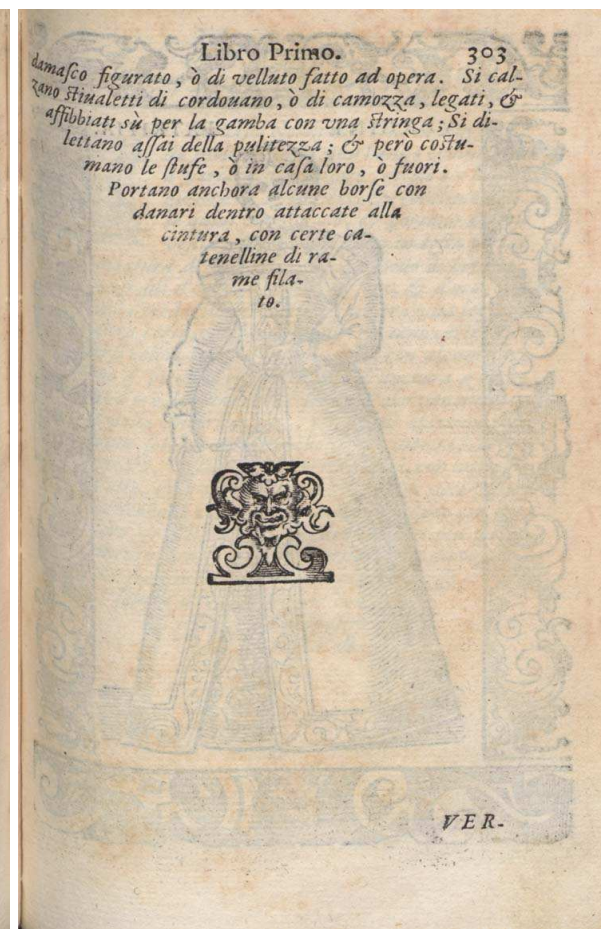 Libro Primo. 303
damaſco figurato, ò di velluto fatto ad opera. Si cal-
zano ſtiualetti di cordouano, ò di camozza, legati, &
affibbiati sù per la gamba con vna ſtringa; Si di-
lettano aſſai della pulitezza; & però coſtu-
mano le ſtufe, ò in caſa loro, ò fuori.
Portano anchora alcune borſe con
danari dentro attaccate alla
cintura, con certe ca-
tenelline di ra-
me fila-
to.
VER-